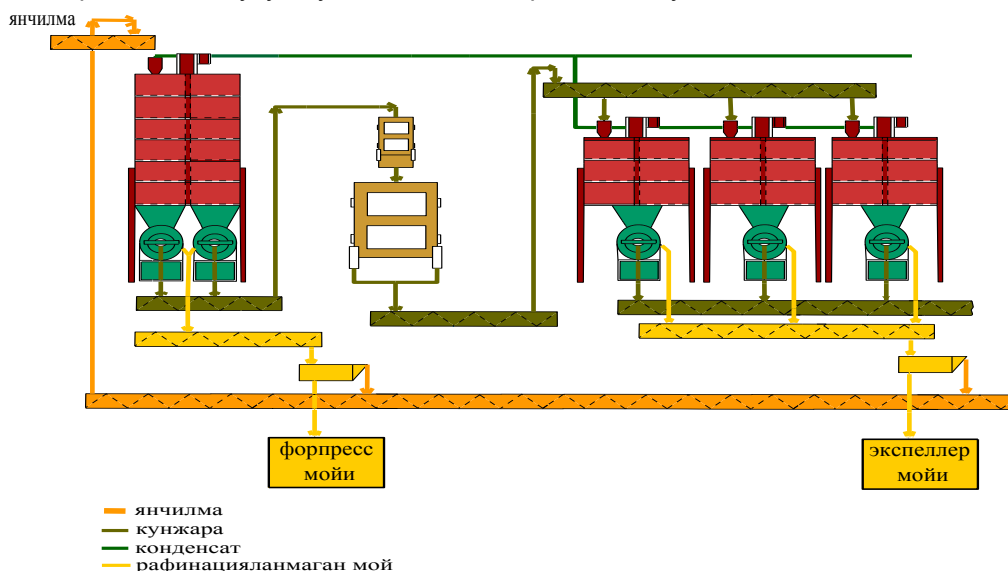 янчилма
форпресс
мойи
экспеллер
мойи
янчилма
кунжара
конденсат
рафинацияланмаган мой